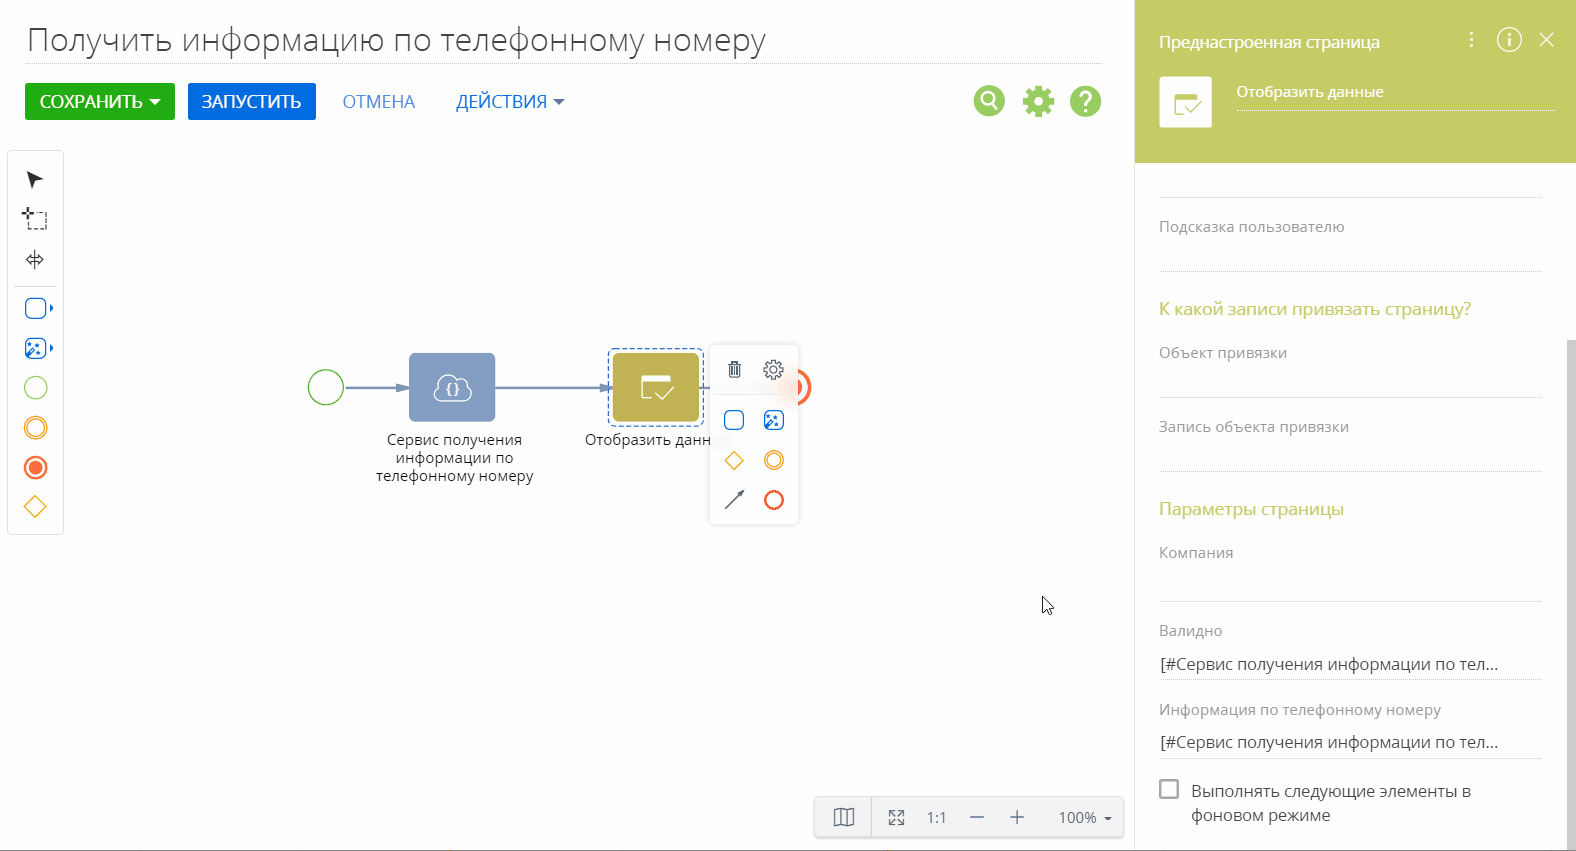 Получить информацию по телефонному номеру
СОХРАНИТЬ
ЗАПУСТИТЬ
ОТМЕНА
ДЕЙСТВИЯ
Сервис получения
информации по
телефонному номеру
Отобразить данн
1:1
100%
Преднастроенная страница
Отобразить данные
Подсказка пользователю
К какой записи привязать страницу?
Объект привязки
Запись объекта привязки
Параметры страницы
Компания
Валидно
[#Сервис получения информации по тел...
Информация по телефонному номеру
[#Сервис получения информации по тел...
Выполнять следующие элементы в
фоновом режиме